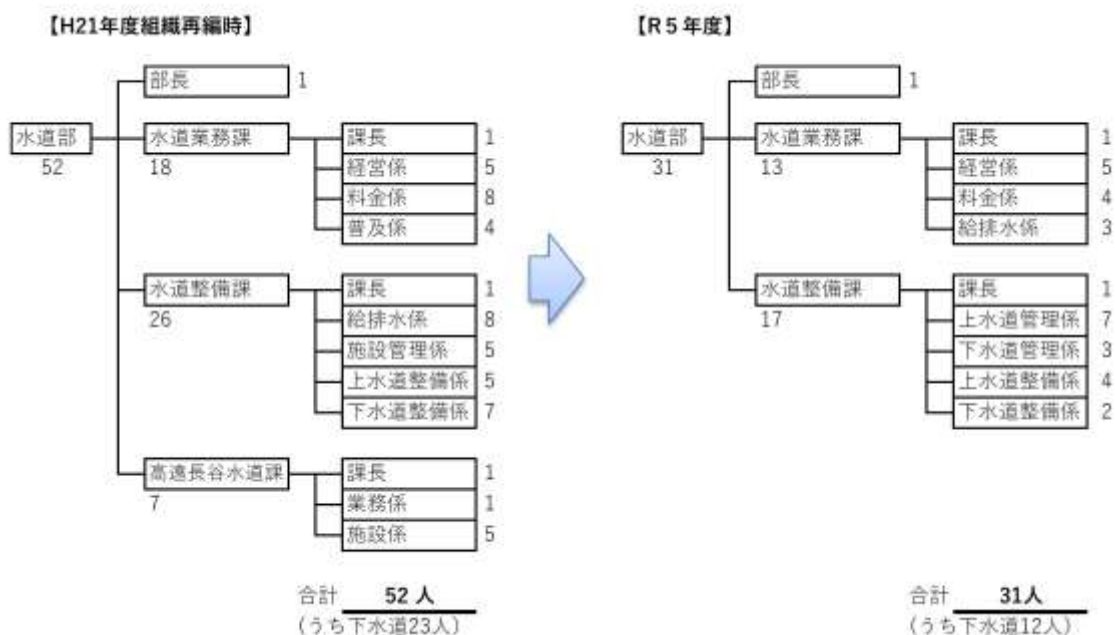 【H21年度組織再編時】
部長 1
水道部 52
水道業務課 18
課長 1
経営係 5
料金係 8
普及係 4
水道整備課 26
課長 1
給排水係 8
施設管理係 5
上水道整備係 5
下水道整備係 7
高遠長谷水道課 7
課長 1
業務係 1
施設係 5
合計 52 人
(うち下水道23人)
【R５年度】
部長 1
水道部 31
水道業務課 13
課長 1
経営係 5
料金係 4
給排水係 3
水道整備課 17
課長 1
上水道管理係 7
下水道管理係 3
上水道整備係 4
下水道整備係 2
合計 31人
(うち下水道12人)